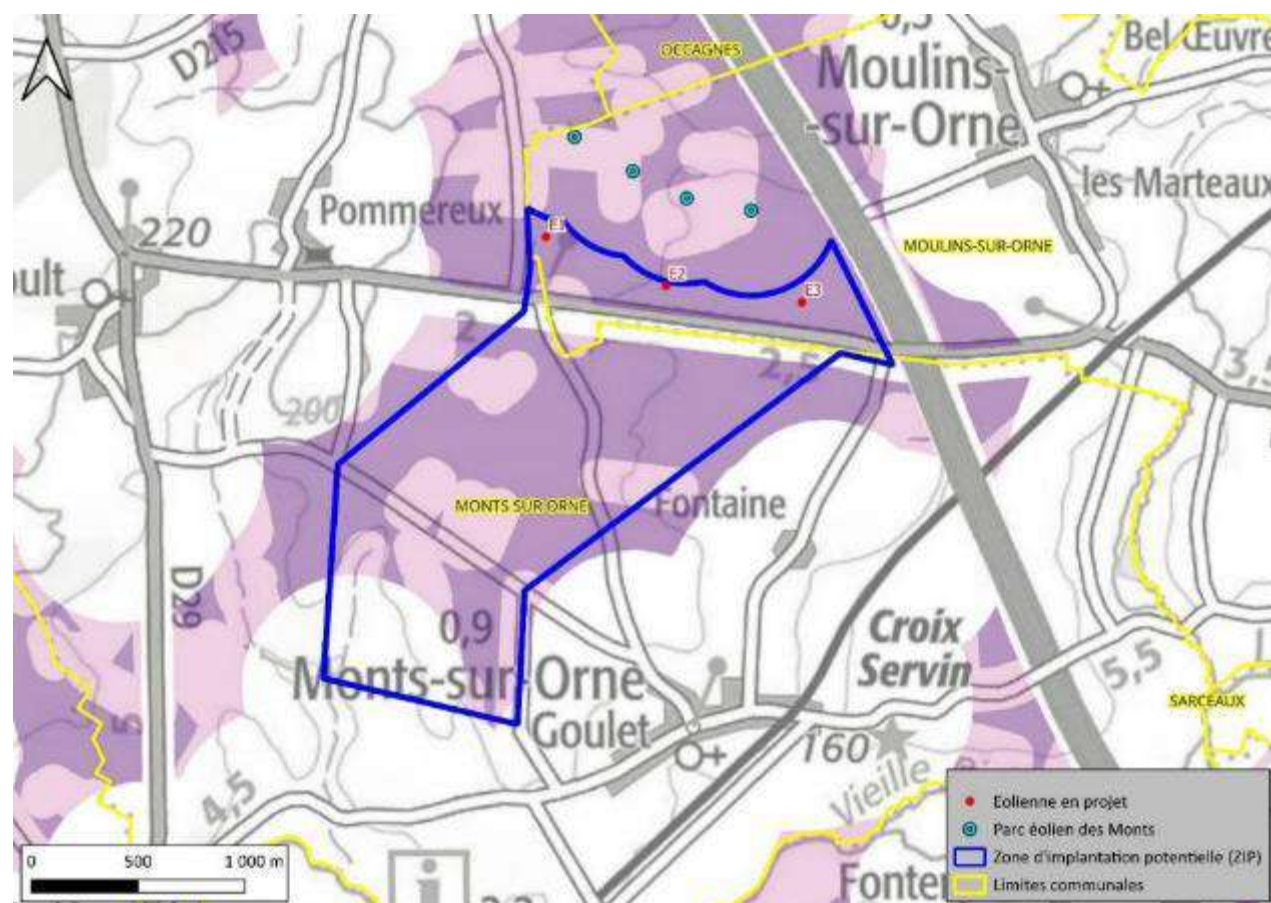 D215
OCCAGNES
Bel Œuvre
Moulins-
-sur-Orne
les Marteaux
Pommereux
220
E1
MOULINS-SUR-ORNE
E2
E3
ult
2
2,5
3,5
200
MONTS SUR ORNE
Fontaine
D29
0,9
Croix
Servin
Monts-sur-Orne
5,5
Goulet
SARCEAUX
160
4,5
Vieille
0 500 1 000 m
Fonte
Eolienne en projet
Parc éolien des Monts
Zone d'implantation potentielle (ZIP)
Limites communales